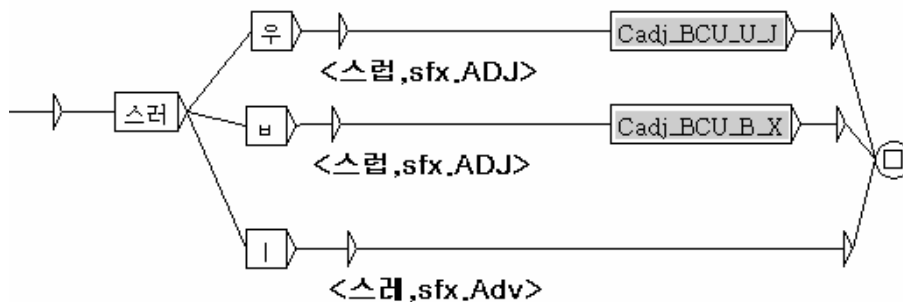 우 Cadj_BCU_U_J
<스럽,sfx.ADJ>
스러 ㅂ Cadj_BCU_B_X
<스럽,sfx.ADJ>
ㅣ
<스레,sfx.Adv>